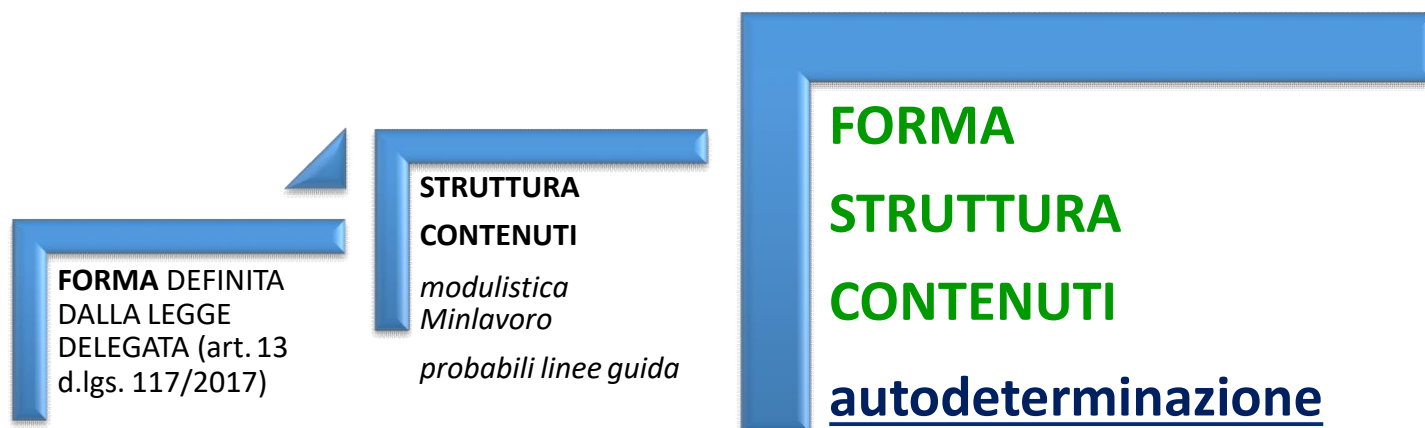 FORMA DEFINITA
DALLA LEGGE
DELEGATA (art. 13
d.lgs. 117/2017)
STRUTTURA
CONTENUTI
modulistica
Minlavoro
probabili linee guida
FORMA
STRUTTURA
CONTENUTI
autodeterminazione